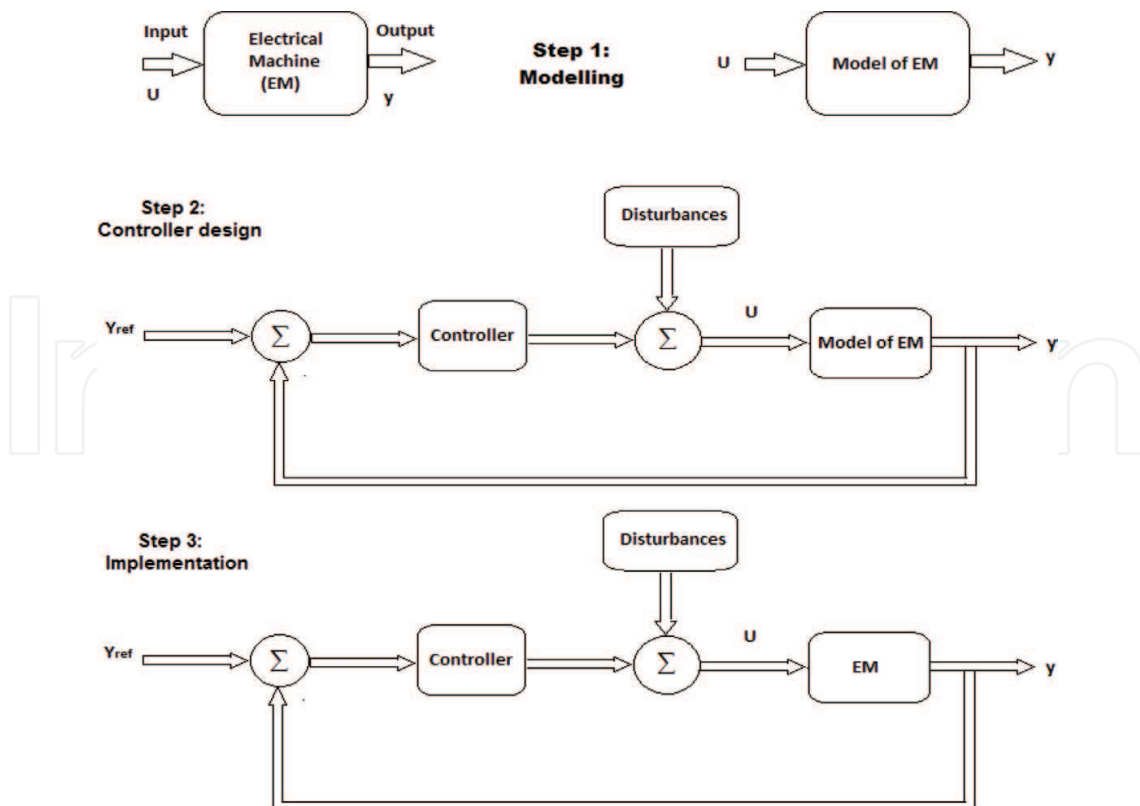 Input
Output
Electrical
Machine
(EM)
U
y
Step 1:
Modelling
U
Model of EM
y
Step 2:
Controller design
Disturbances
Yref
Σ
Controller
Σ
U
Model of EM
y
Step 3:
Implementation
Disturbances
Yref
Σ
Controller
Σ
U
EM
y